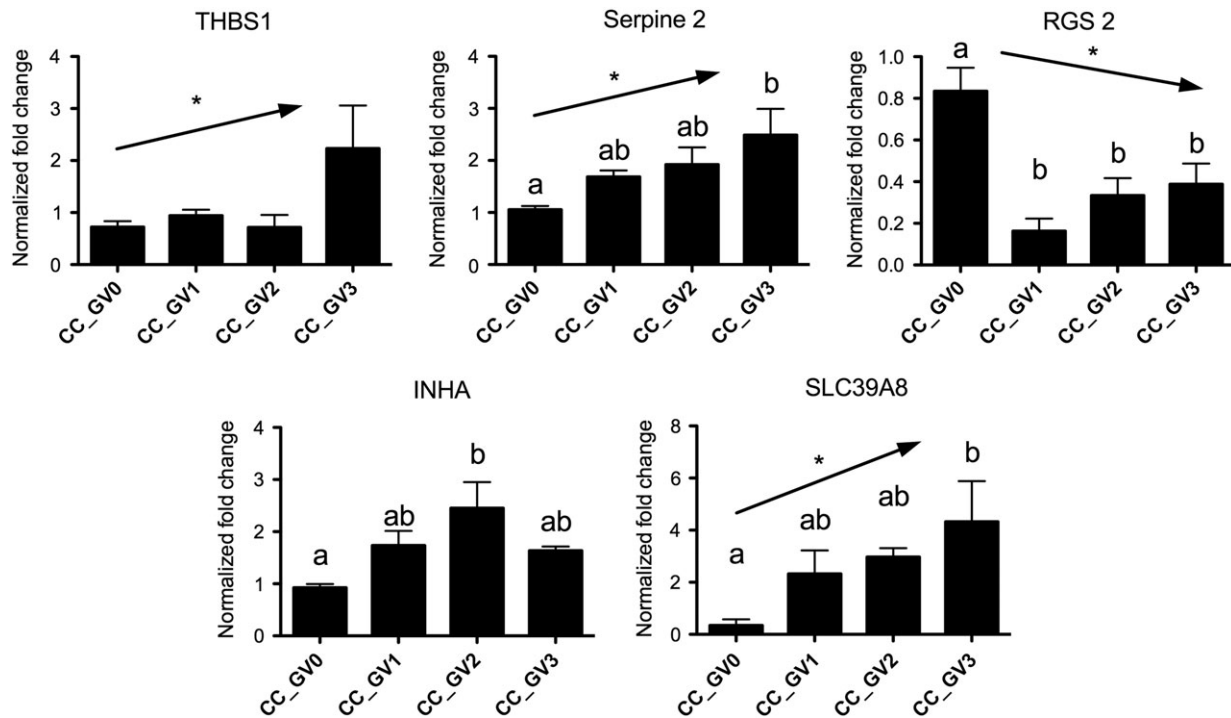 THBS1
Normalized fold change
4
3
2
1
0
*
CC_GV0
CC_GV1
CC_GV2
CC_GV3
Serpine 2
Normalized fold change
4
3
2
1
0
*
a
ab
ab
b
CC_GV0
CC_GV1
CC_GV2
CC_GV3
RGS 2
Normalized fold change
1.0
0.8
0.6
0.4
0.2
0.0
*
a
b
b
b
CC_GV0
CC_GV1
CC_GV2
CC_GV3
INHA
Normalized fold change
4
3
2
1
0
a
ab
b
ab
CC_GV0
CC_GV1
CC_GV2
CC_GV3
SLC39A8
Normalized fold change
8
6
4
2
0
*
a
ab
ab
b
CC_GV0
CC_GV1
CC_GV2
CC_GV3